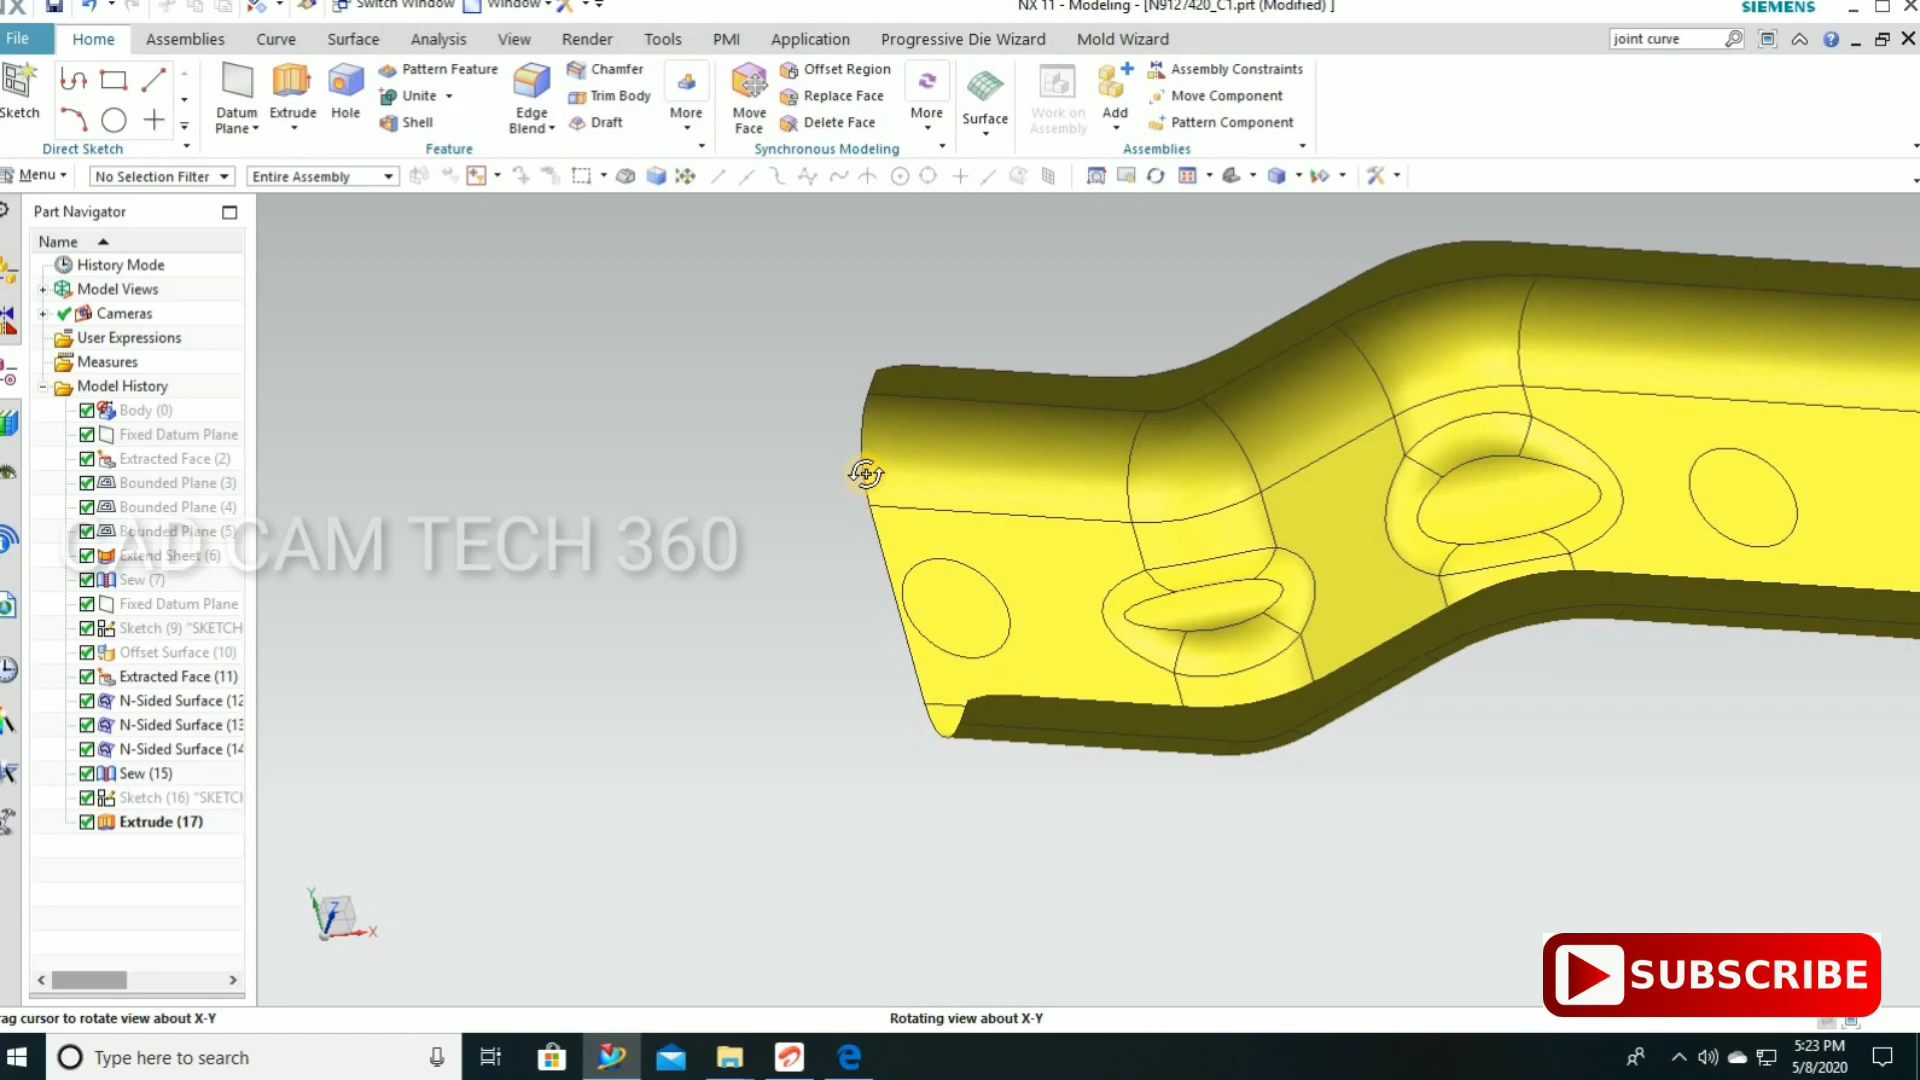 NX
Switch Window
Window
NX 11 - Modeling - [N9127420_C1.prt (Modified) ]
SIEMENS
File
Home
Assemblies
Curve
Surface
Analysis
View
Render
Tools
PMI
Application
Progressive Die Wizard
Mold Wizard
joint curve
Sketch
Direct Sketch
Datum
Plane
Extrude
Hole
Pattern Feature
Unite
Shell
Edge
Blend
Chamfer
Trim Body
Draft
More
Feature
Move
Face
Offset Region
Replace Face
Delete Face
More
Synchronous Modeling
Surface
Work on
Assembly
Add
Assembly Constraints
Move Component
Pattern Component
Assemblies
Menu
No Selection Filter
Entire Assembly
Part Navigator
Name
History Mode
Model Views
Cameras
User Expressions
Measures
Model History
Body (0)
Fixed Datum Plane
Extracted Face (2)
Bounded Plane (3)
Bounded Plane (4)
Bounded Plane (5)
Extend Sheet (6)
Sew (7)
Fixed Datum Plane
Sketch (9) "SKETCH
Offset Surface (10)
Extracted Face (11)
N-Sided Surface (12
N-Sided Surface (13
N-Sided Surface (14
Sew (15)
Sketch (16) "SKETCH
Extrude (17)
CAD CAM TECH 360
Y
Z
X
SUBSCRIBE
rag cursor to rotate view about X-Y
Rotating view about X-Y
Type here to search
5:23 PM
5/8/2020